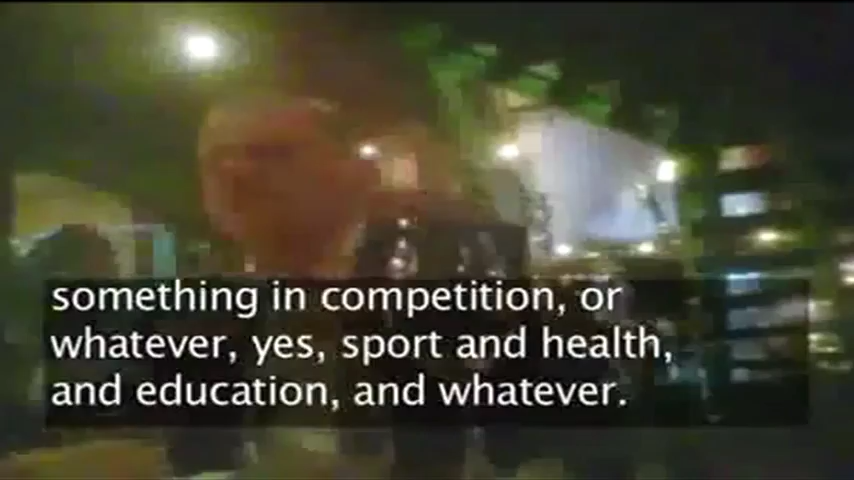 something in competition, or
whatever, yes, sport and health,
and education, and whatever.